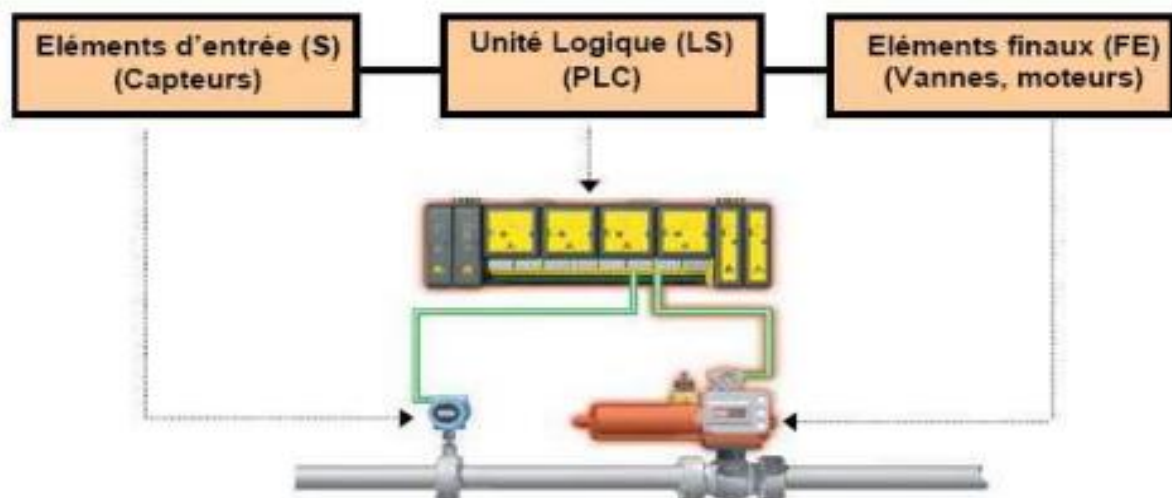 Eléments d'entrée (S)
(Capteurs)
Unité Logique (LS)
(PLC)
Eléments finaux (FE)
(Vannes, moteurs)